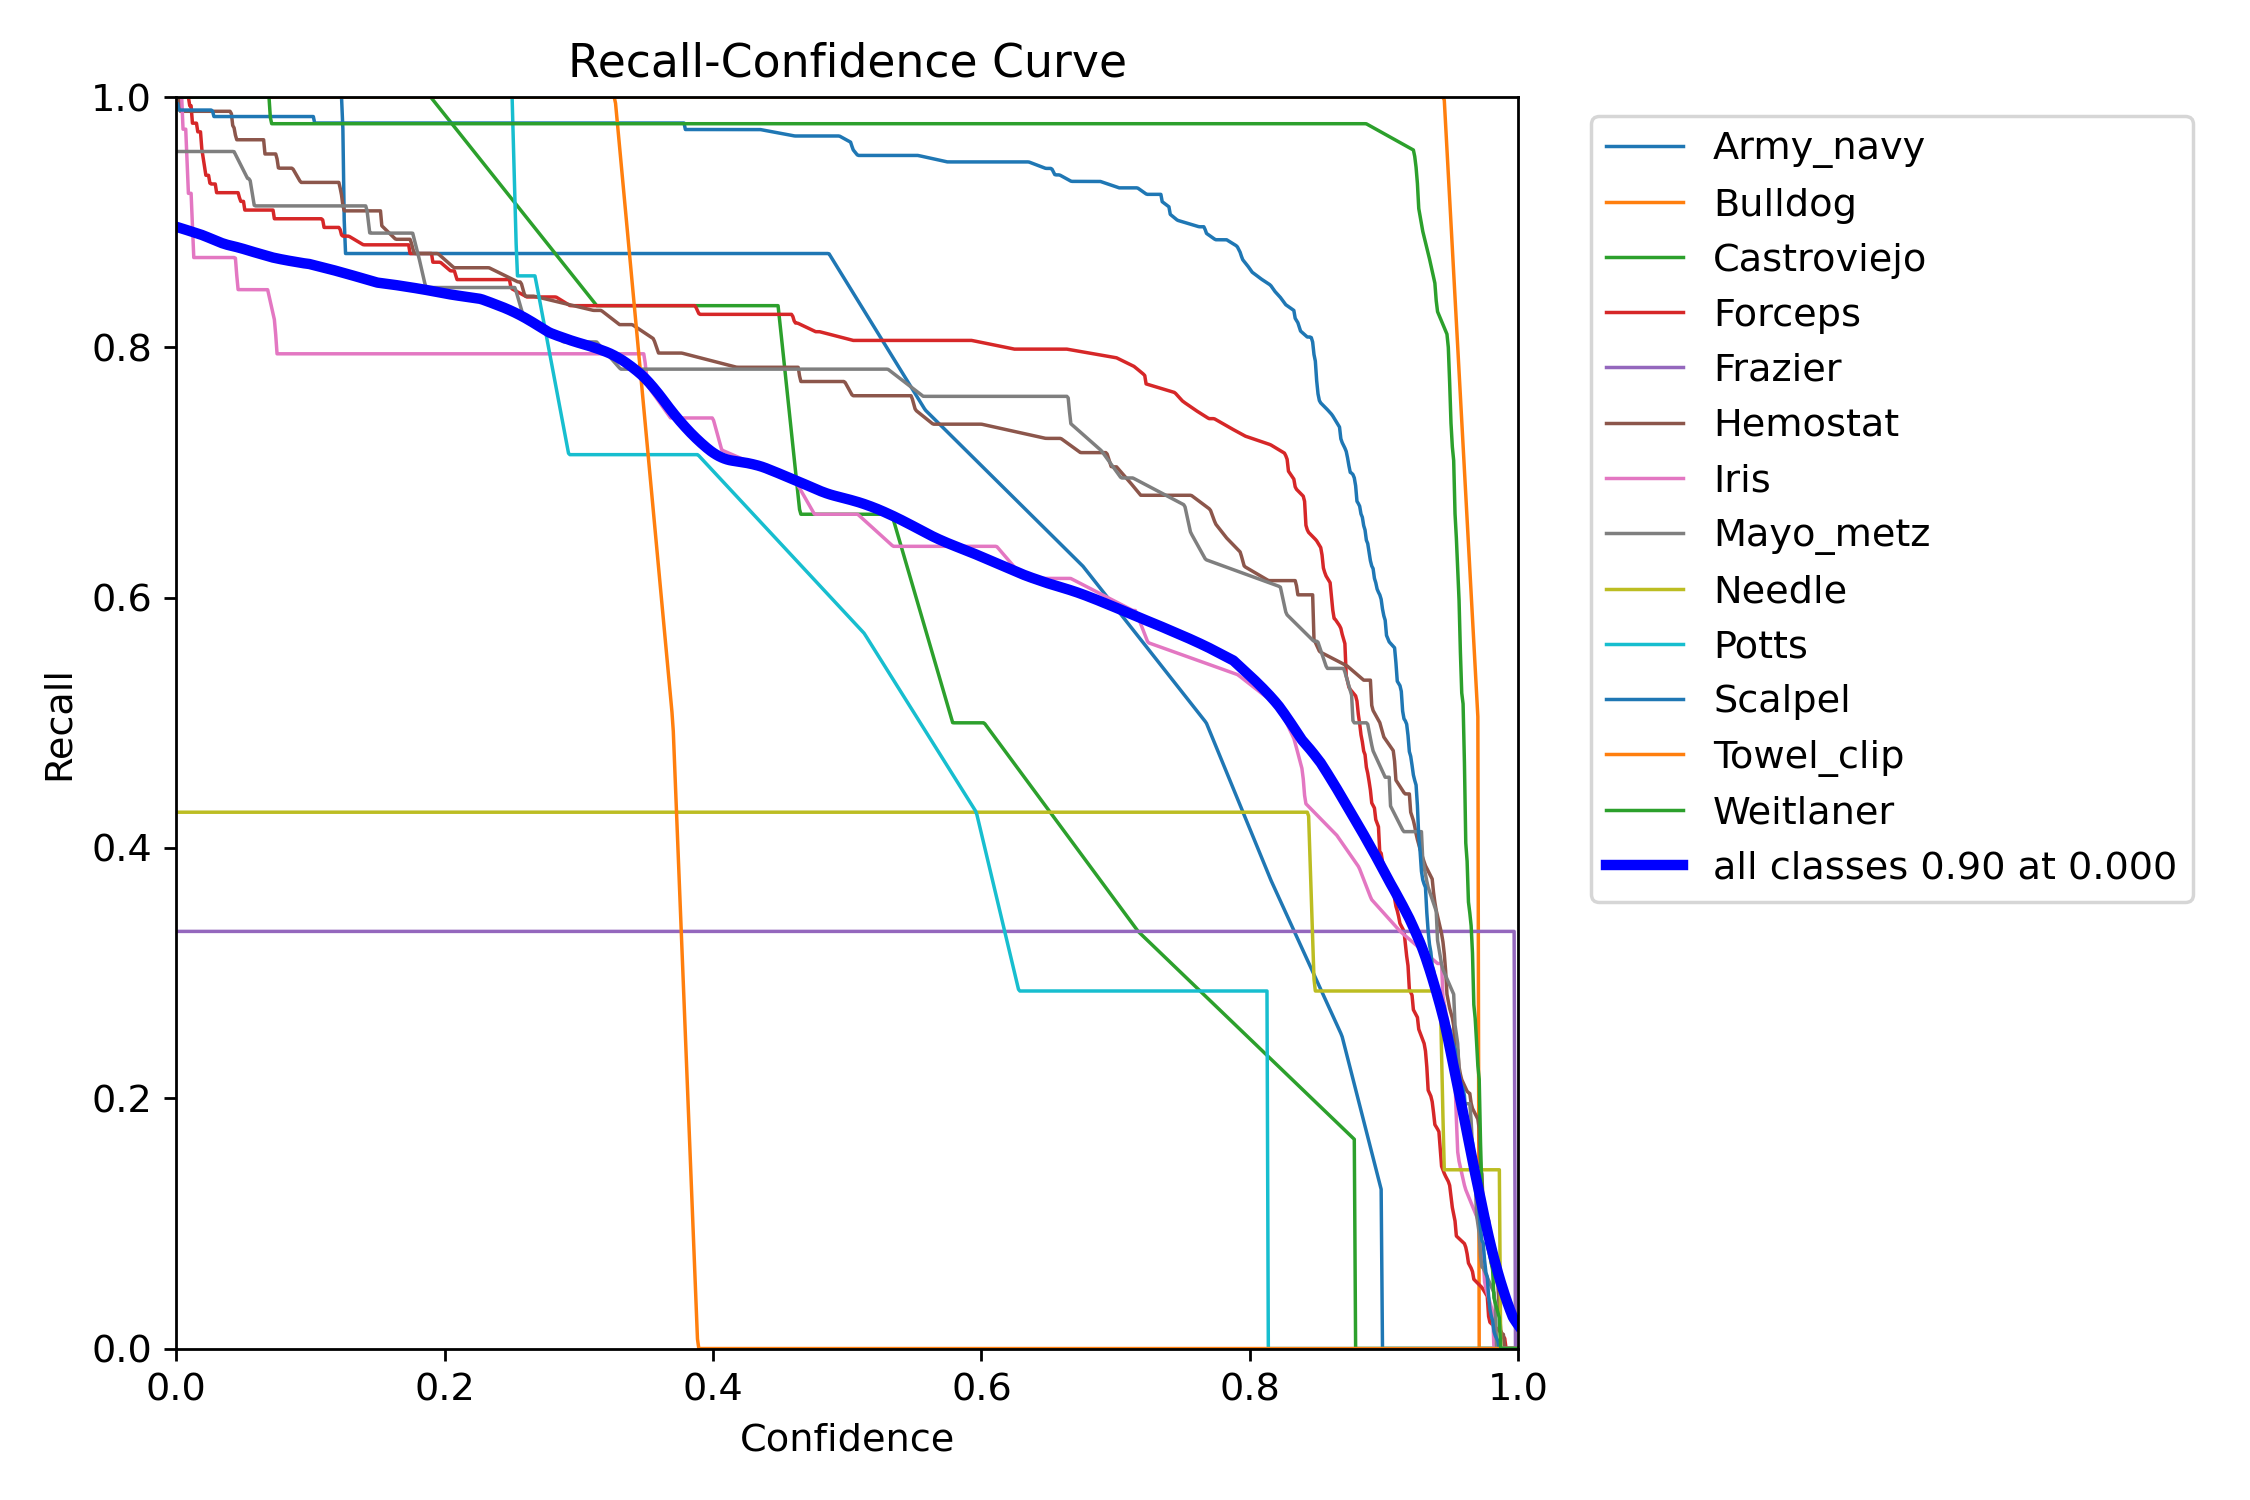 Recall-Confidence Curve
1.0
0.8
0.6
0.4
0.2
0.0
Recall
0.0 0.2 0.4 0.6 0.8 1.0
Confidence
Army_navy
Bulldog
Castroviejo
Forceps
Frazier
Hemostat
Iris
Mayo_metz
Needle
Potts
Scalpel
Towel_clip
Weitlaner
all classes 0.90 at 0.000